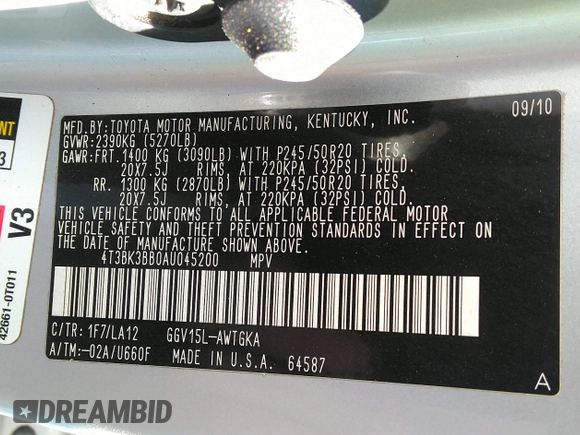 09/10
MFD.BY:TOYOTA MOTOR MANUFACTURING, KENTUCKY, INC.
GVWR:2390KG (5270LB)
GAWR:FRT.1400 KG (3090LB) WITH P245/50R20 TIRES,
20X7.5J RIMS, AT 220KPA (32PSI) COLD.
RR. 1300 KG (2870LB) WITH P245/50R20 TIRES,
20X7.5J RIMS, AT 220KPA (32PSI) COLD.
THIS VEHICLE CONFORMS TO ALL APPLICABLE FEDERAL MOTOR
VEHICLE SAFETY AND THEFT PREVENTION STANDARDS IN EFFECT
ON THE DATE OF MANUFACTURE SHOWN ABOVE.
4T3BK3BB0AU045200 MPV
C/TR: 1F7/LA12 GGV15L-AWTGKA
A/TM:-02A/U660F MADE IN U.S.A. 64587
A
3
V3
42661-0T011
DREAMBID